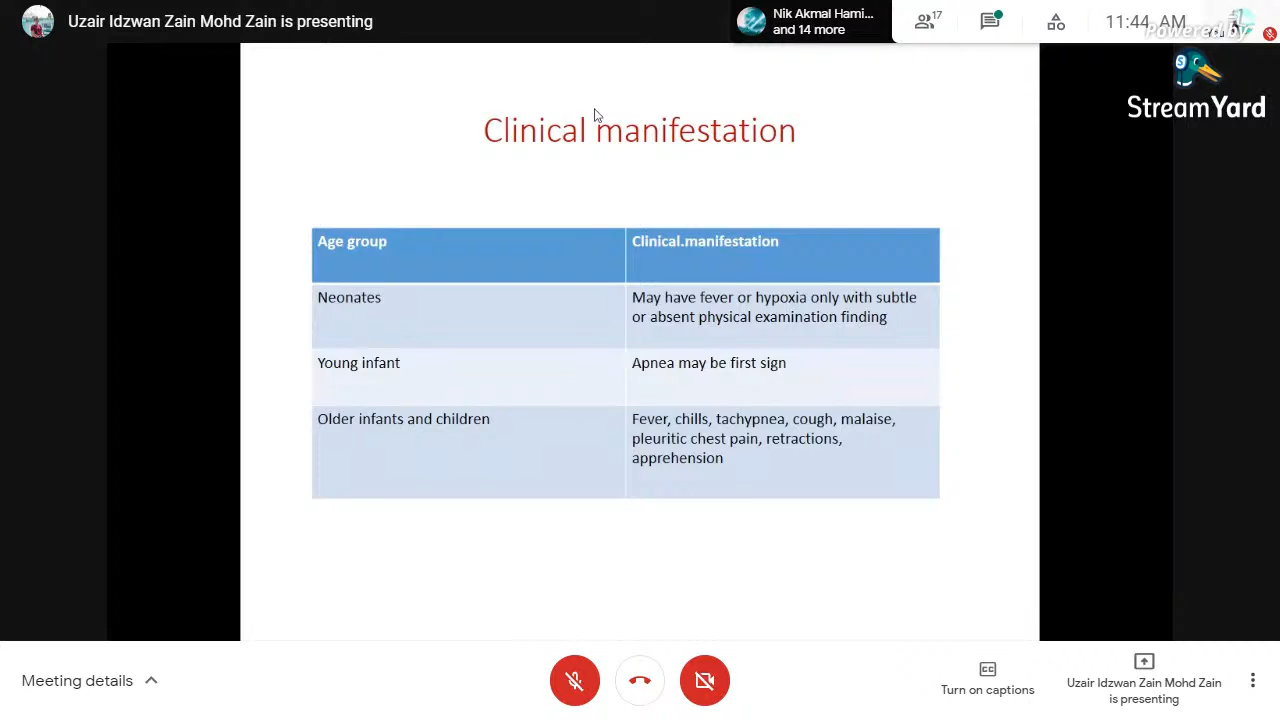 Uzair Idzwan Zain Mohd Zain is presenting
Nik Akmal Hami...
and 14 more
17
11:44 AM
Powered by
StreamYard
Clinical manifestation
Age group
Clinical.manifestation
Neonates
May have fever or hypoxia only with subtle
or absent physical examination finding
Young infant
Apnea may be first sign
Older infants and children
Fever, chills, tachypnea, cough, malaise,
pleuritic chest pain, retractions,
apprehension
Meeting details
Turn on captions
Uzair Idzwan Zain Mohd Zain
is presenting